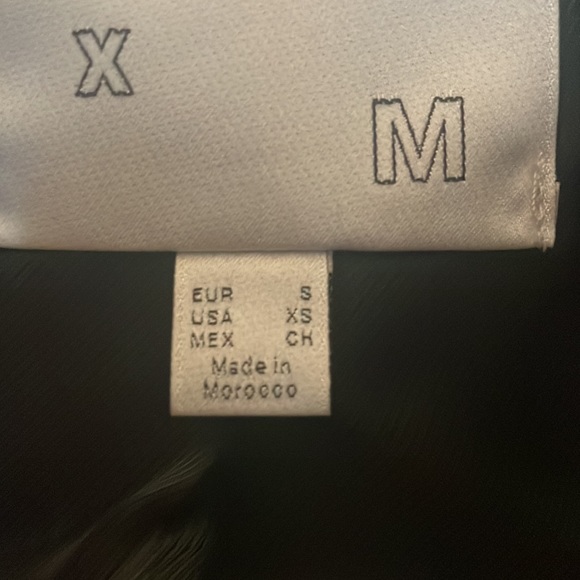 X
M
EUR S
USA XS
MEX CH
Made in
Morocco